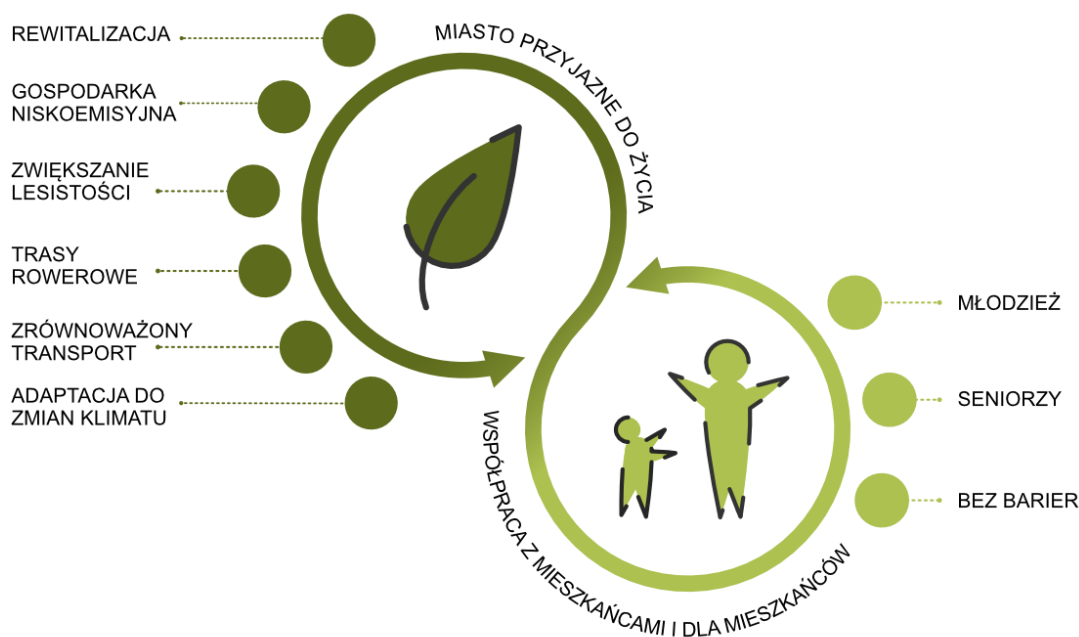 REWITALIZACJA
GOSPODARKA
NISKOEMISYJNA
ZWIĘKSZANIE
LESISTOŚCI
TRASY
ROWEROWE
ZRÓWNOWAŻONY
TRANSPORT
ADAPTACJA DO
ZMIAN KLIMATU
MIASTO PRZYJAZNE DO ŻYCIA
WSPÓŁPRACA Z MIESZKAŃCAMI I DLA MIESZKAŃCÓW
MŁODZIEŻ
SENIORZY
BEZ BARIER